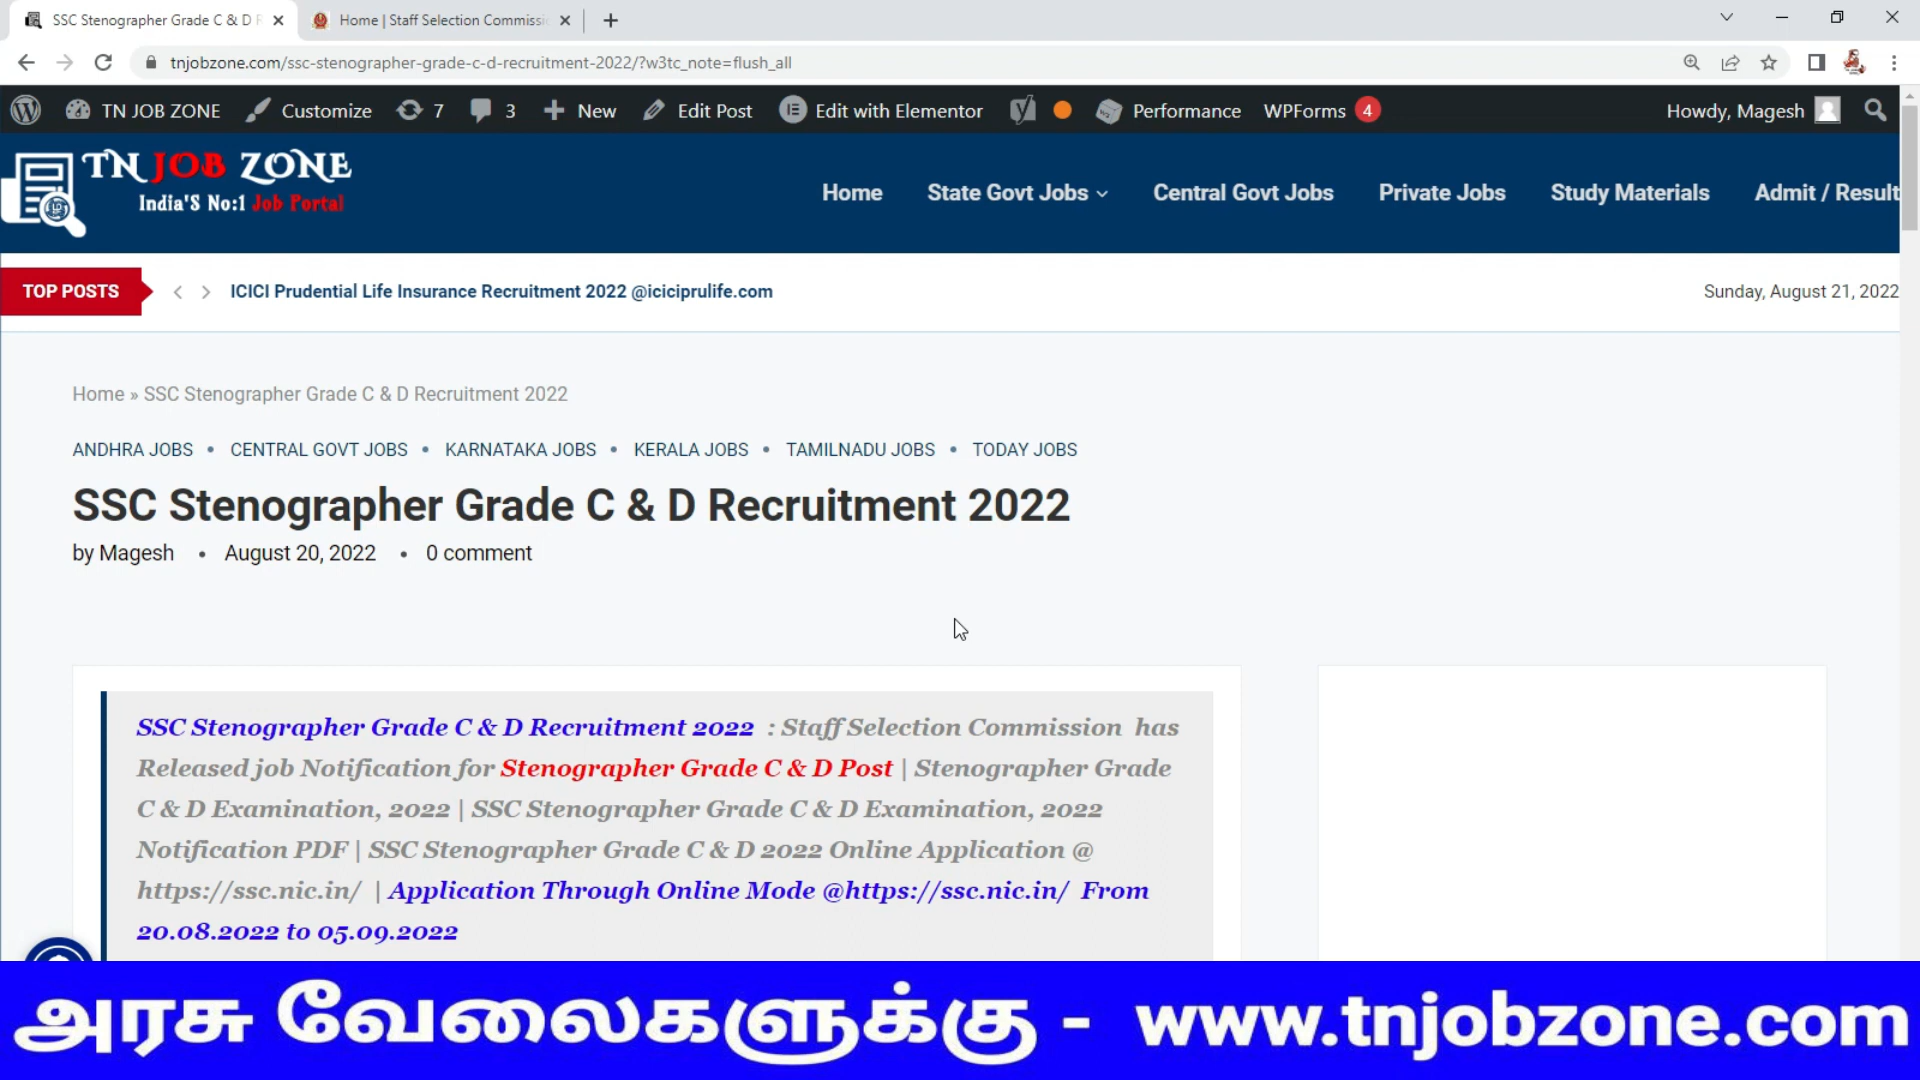 SSC Stenographer Grade C & D R
Home | Staff Selection Commissi
tnjobzone.com/ssc-stenographer-grade-c-d-recruitment-2022/?w3tc_note=flush_all
TN JOB ZONE Customize 7 3 New Edit Post Edit with Elementor Performance WPForms 4 Howdy, Magesh
TN JOB ZONE
India'S No:1 Job Portal
Home State Govt Jobs Central Govt Jobs Private Jobs Study Materials Admit / Result
TOP POSTS ICICI Prudential Life Insurance Recruitment 2022 @iciciprulife.com Sunday, August 21, 2022
Home » SSC Stenographer Grade C & D Recruitment 2022
ANDHRA JOBS • CENTRAL GOVT JOBS • KARNATAKA JOBS • KERALA JOBS • TAMILNADU JOBS • TODAY JOBS
SSC Stenographer Grade C & D Recruitment 2022
by Magesh • August 20, 2022 • 0 comment
SSC Stenographer Grade C & D Recruitment 2022 : Staff Selection Commission has
Released job Notification for Stenographer Grade C & D Post | Stenographer Grade
C & D Examination, 2022 | SSC Stenographer Grade C & D Examination, 2022
Notification PDF | SSC Stenographer Grade C & D 2022 Online Application @
https://ssc.nic.in/ | Application Through Online Mode @https://ssc.nic.in/ From
20.08.2022 to 05.09.2022
அரசு வேலைகளுக்கு - www.tnjobzone.com